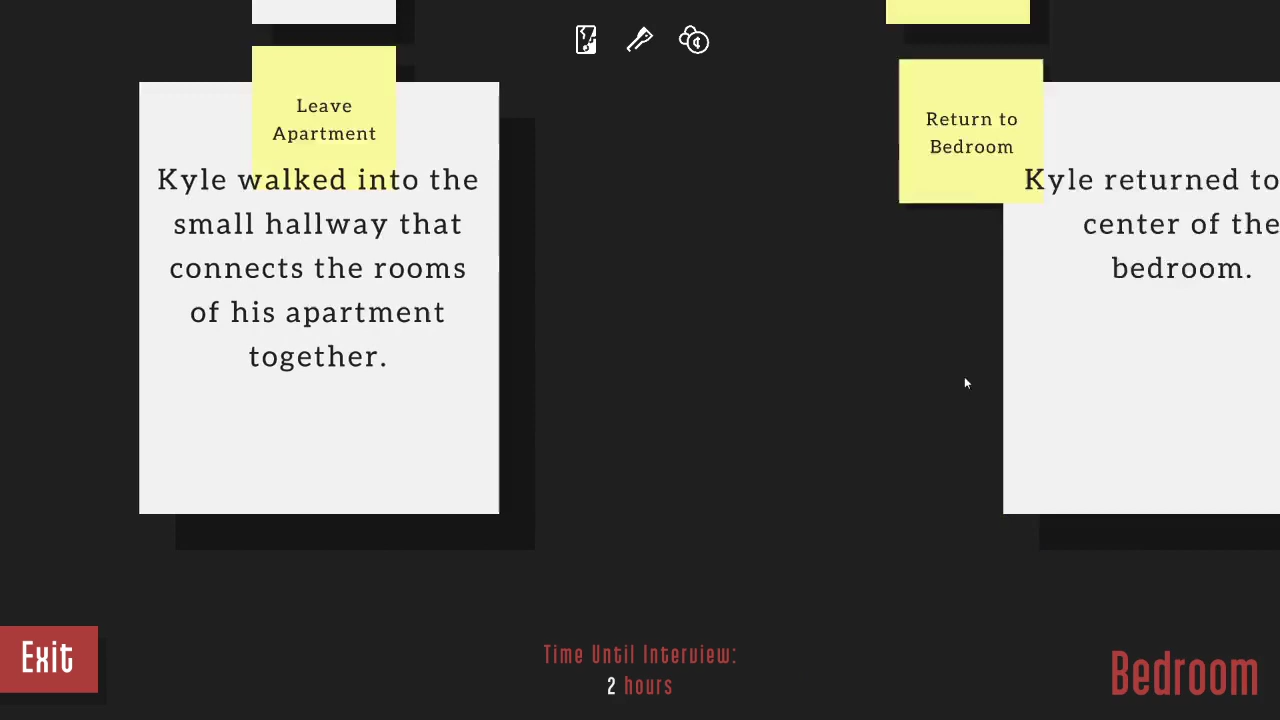 Leave
Apartment
Kyle walked into the
small hallway that
connects the rooms
of his apartment
together.
Return to
Bedroom
Kyle returned to
center of the
bedroom.
Exit
Time Until Interview:
2 hours
Bedroom